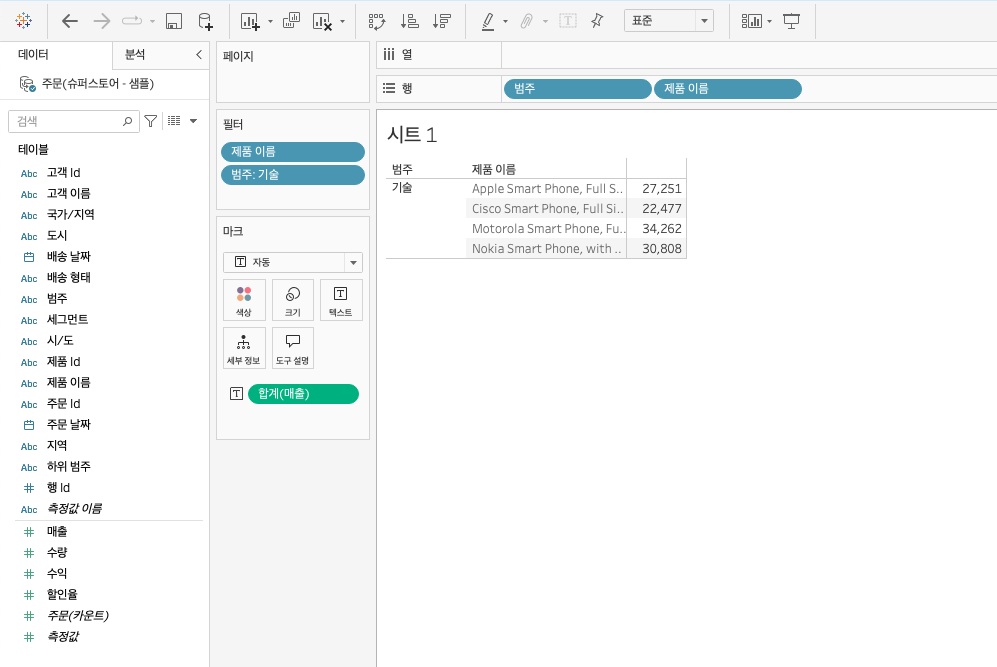 표준
데이터
분석
주문(슈퍼스토어 - 샘플)
검색
테이블
Abc 고객 Id
Abc 고객 이름
Abc 국가/지역
Abc 도시
배송 날짜
Abc 배송 형태
Abc 범주
Abc 세그먼트
Abc 시/도
Abc 제품 Id
Abc 제품 이름
Abc 주문 Id
주문 날짜
Abc 지역
Abc 하위 범주
# 행 Id
Abc 측정값 이름
# 매출
# 수량
# 수익
# 할인율
# 주문(카운트)
# 측정값
페이지
필터
제품 이름
범주: 기술
마크
T 자동
색상
크기
T 텍스트
세부 정보
도구 설명
T 합계(매출)
열
행 범주 제품 이름
시트 1
범주 제품 이름
기술 Apple Smart Phone, Full S.. 27,251
Cisco Smart Phone, Full Si.. 22,477
Motorola Smart Phone, Fu.. 34,262
Nokia Smart Phone, with .. 30,808